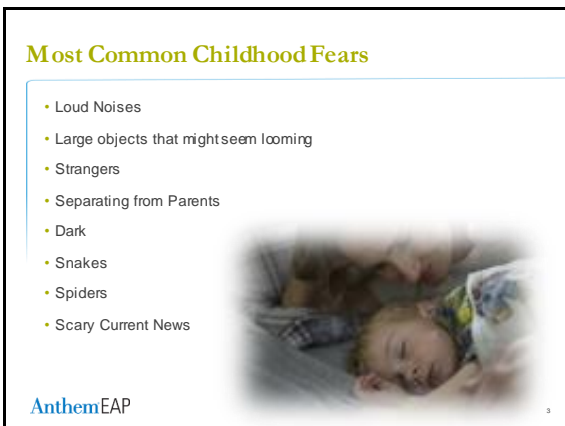 Most Common Childhood Fears
• Loud Noises
• Large objects that might seem looming
• Strangers
• Separating from Parents
• Dark
• Snakes
• Spiders
• Scary Current News
Anthem EAP
3